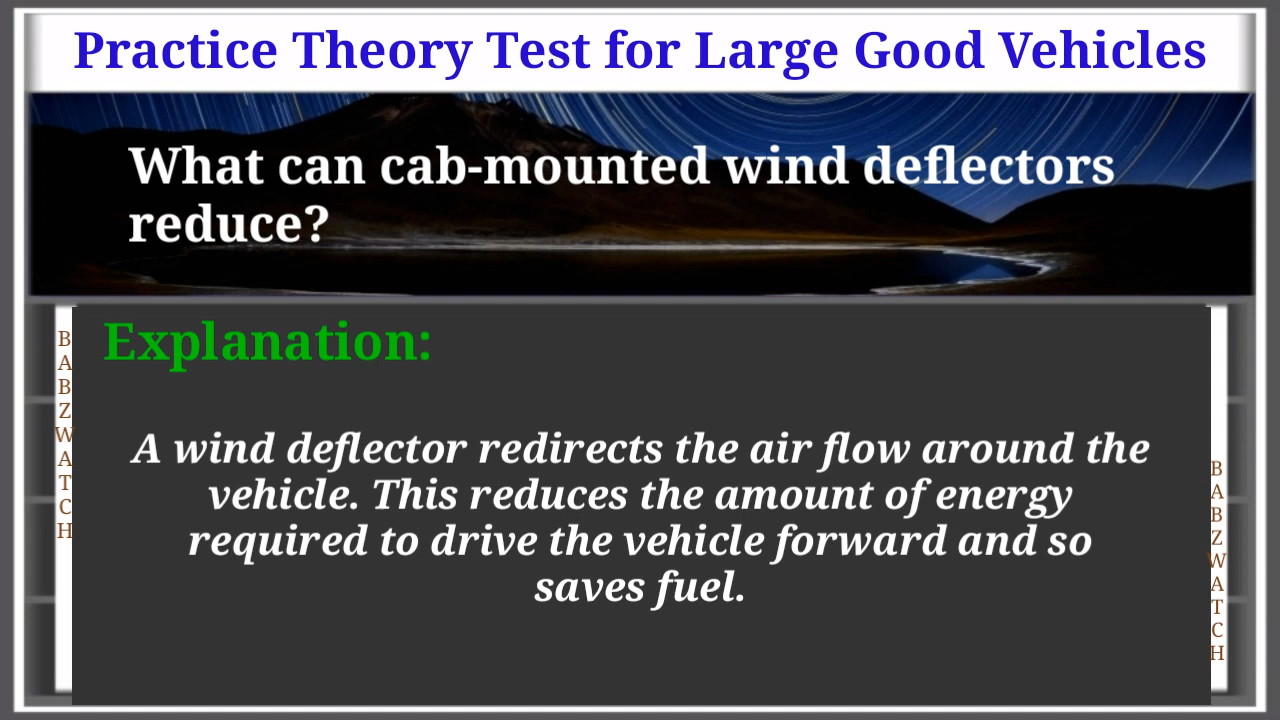 Practice Theory Test for Large Good Vehicles
What can cab-mounted wind deflectors
reduce?
Explanation:
A wind deflector redirects the air flow around the
vehicle. This reduces the amount of energy
required to drive the vehicle forward and so
saves fuel.
BABZWATCH
BABZWATCH